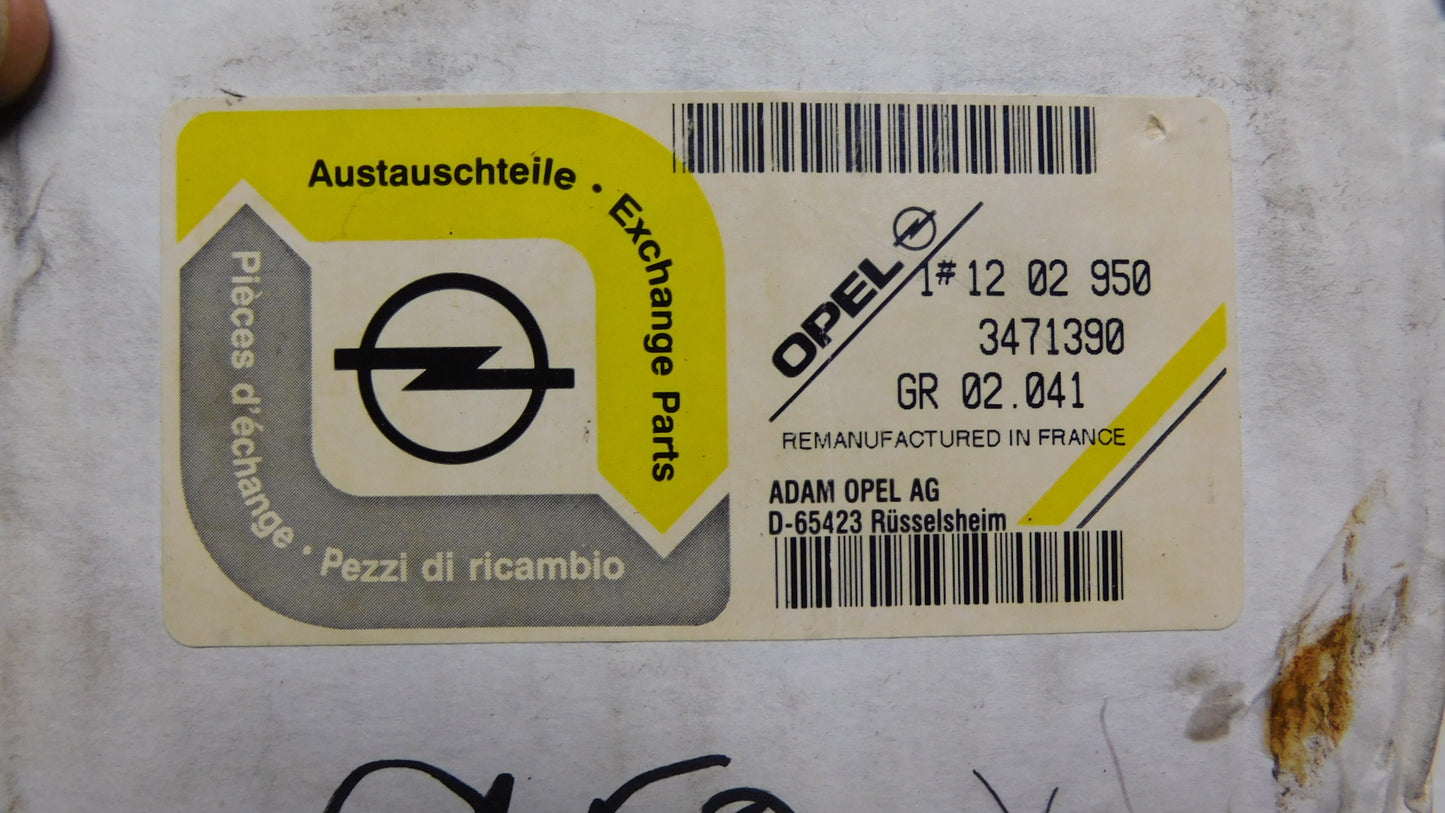 Austauschteile • Exchange Parts
Pièces d'échange • Pezzi di ricambio
OPEL
1# 12 02 950
3471390
GR 02.041
REMANUFACTURED IN FRANCE
ADAM OPEL AG
D-65423 Rüsselsheim